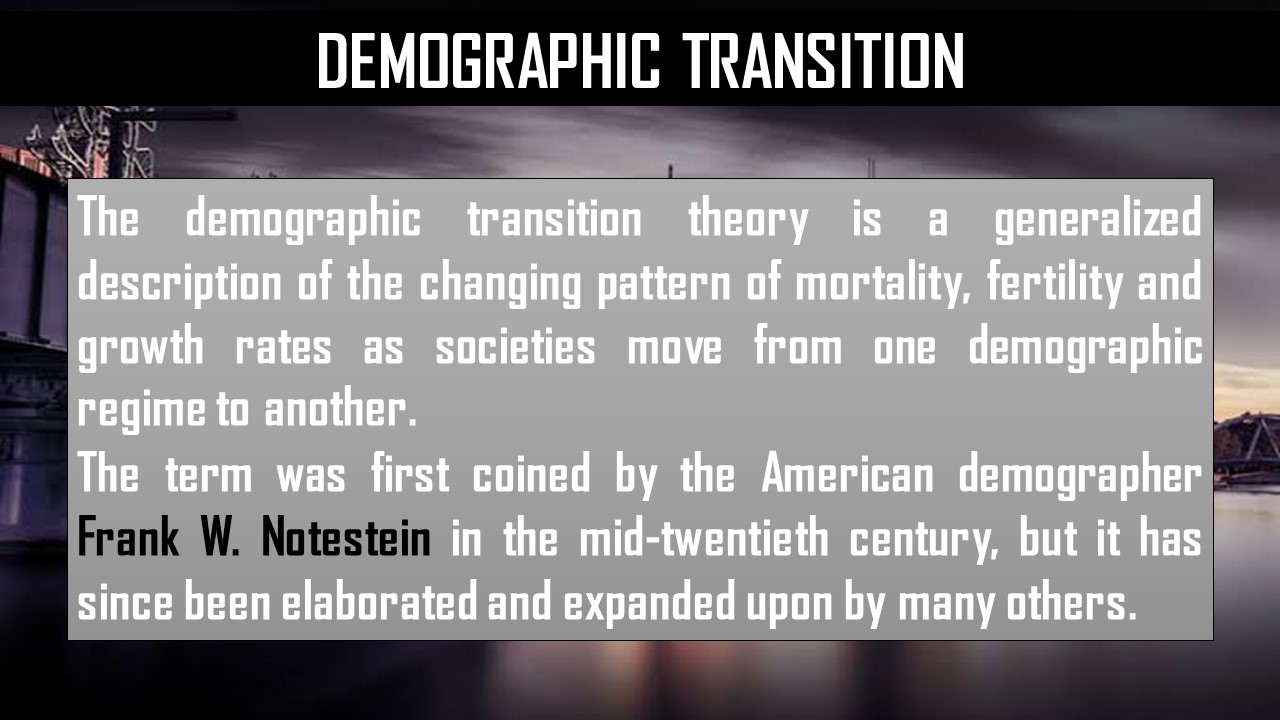 DEMOGRAPHIC TRANSITION
The demographic transition theory is a generalized
description of the changing pattern of mortality, fertility and
growth rates as societies move from one demographic
regime to another.
The term was first coined by the American demographer
Frank W. Notestein in the mid-twentieth century, but it has
since been elaborated and expanded upon by many others.